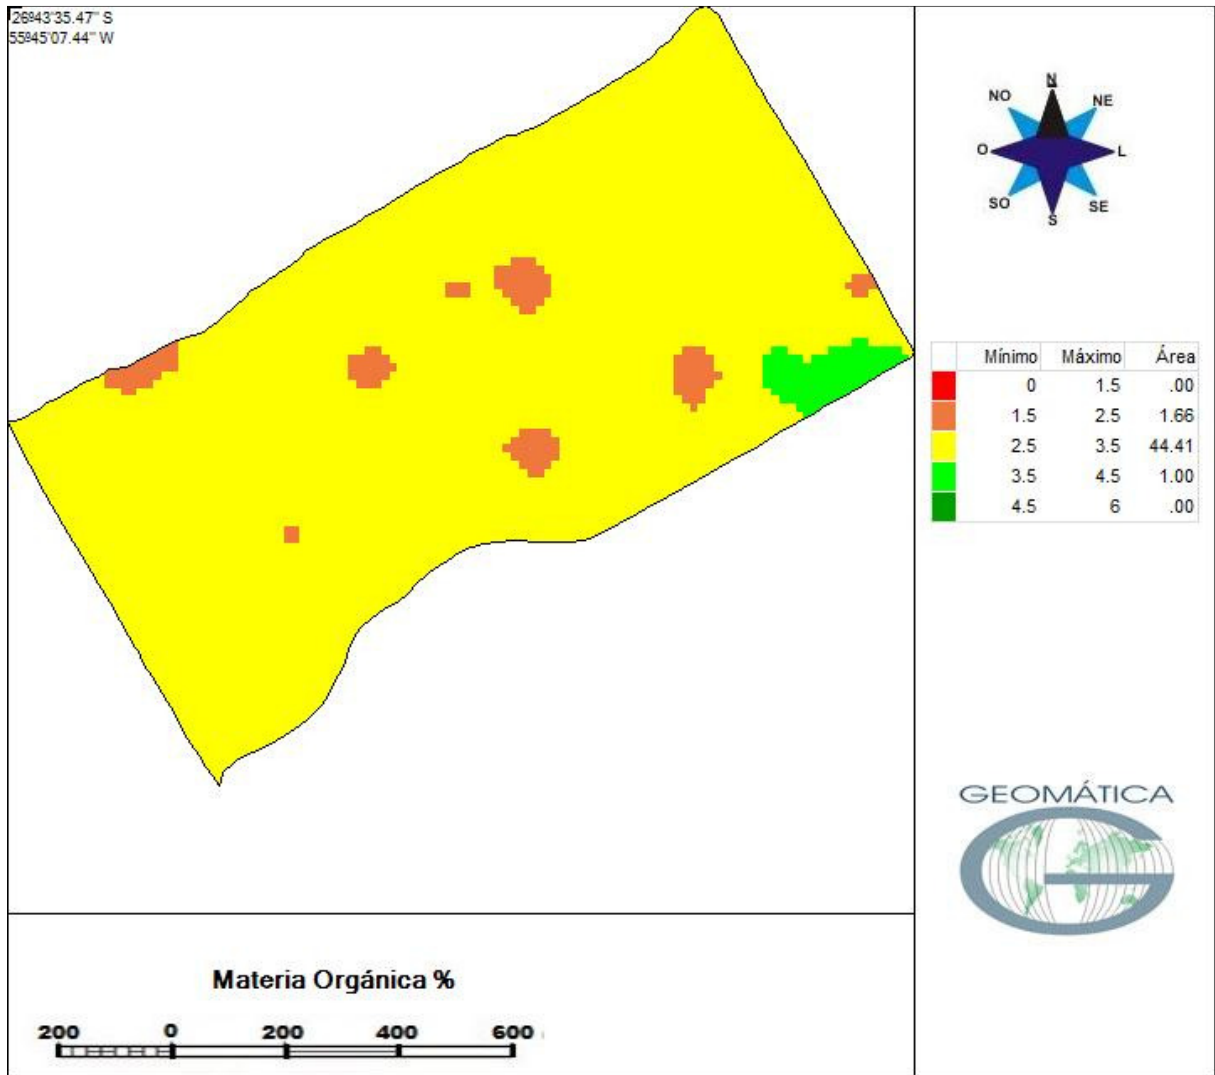 26º43'35.47" S
55º45'07.44" W
N
NO NE
O L
SO SE
S
Mínimo Máximo Área
0 1.5 .00
1.5 2.5 1.66
2.5 3.5 44.41
3.5 4.5 1.00
4.5 6 .00
GEOMÁTICA
Materia Orgánica %
200 0 200 400 600